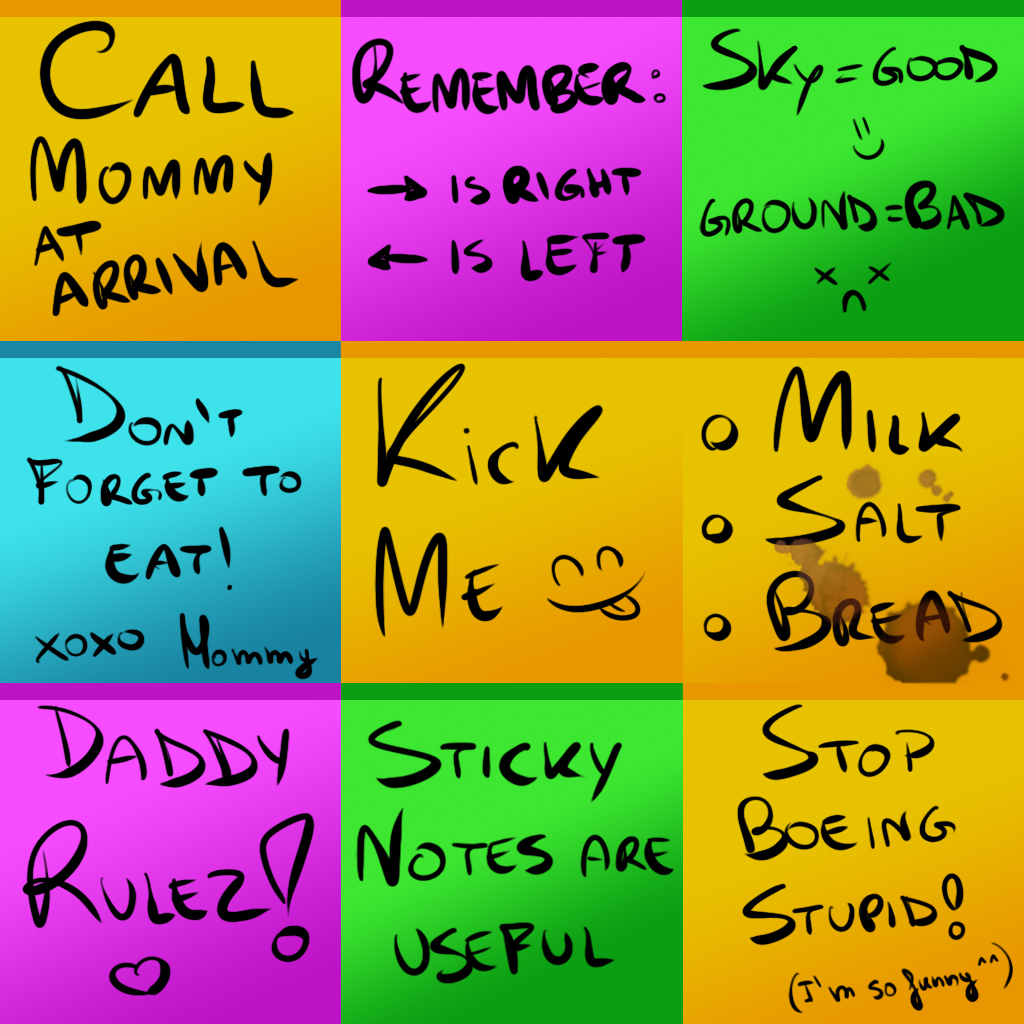 CALL
MOMMY
AT
ARRIVAL
REMEMBER:
→ IS RIGHT
← IS LEFT
SKY = GOOD
GROUND = BAD
DON'T
FORGET TO
EAT!
XOXO Mommy
KicK
ME
MILK
SALT
BREAD
DADDY
RULEZ!
STICKY
NOTES ARE
USEFUL
STOP
BOEING
STUPID!
(I'm so funny^^)